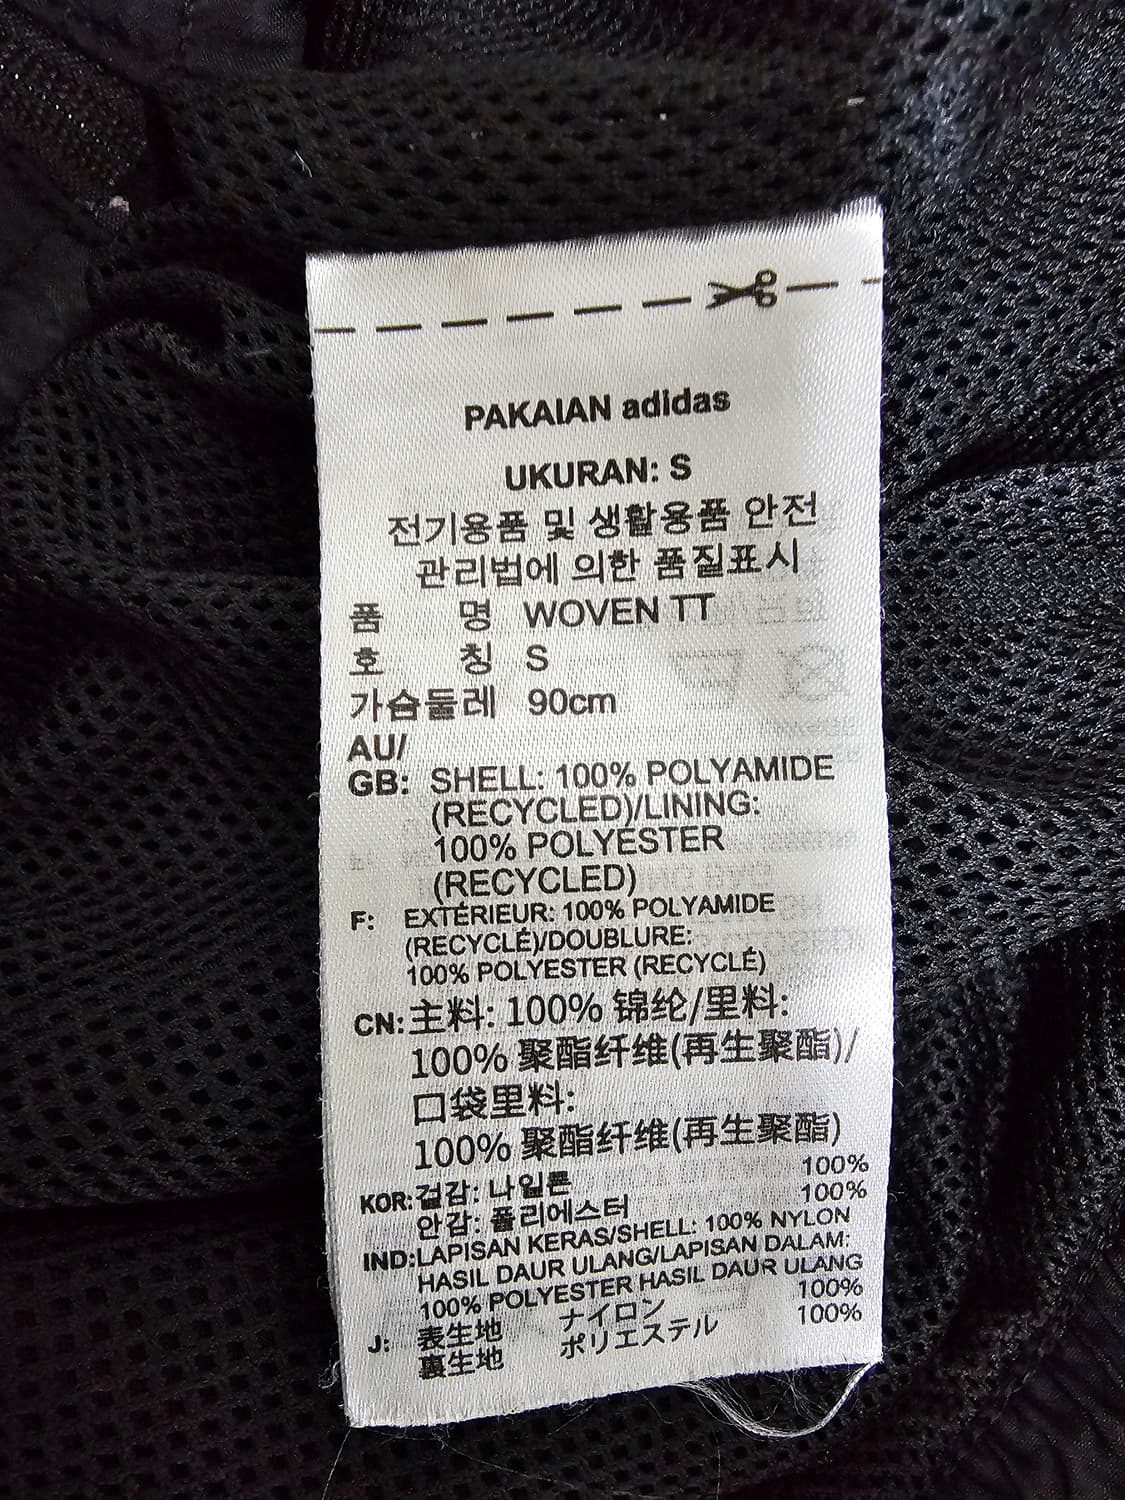 PAKAIAN adidas
UKURAN: S
전기용품 및 생활용품 안전
관리법에 의한 품질표시
품 명 WOVEN TT
호 칭 S
가슴둘레 90cm
AU/
GB: SHELL: 100% POLYAMIDE
(RECYCLED)/LINING:
100% POLYESTER
(RECYCLED)
F: EXTÉRIEUR: 100% POLYAMIDE
(RECYCLÉ)/DOUBLURE:
100% POLYESTER (RECYCLÉ)
CN: 主料: 100% 锦纶/里料:
100% 聚酯纤维(再生聚酯)/
口袋里料:
100% 聚酯纤维(再生聚酯)
KOR: 겉감: 나일론 100%
안감: 폴리에스터 100%
IND: LAPISAN KERAS/SHELL: 100% NYLON
HASIL DAUR ULANG/LAPISAN DALAM:
100% POLYESTER HASIL DAUR ULANG
J: 表生地 ナイロン 100%
裏生地 ポリエステル 100%